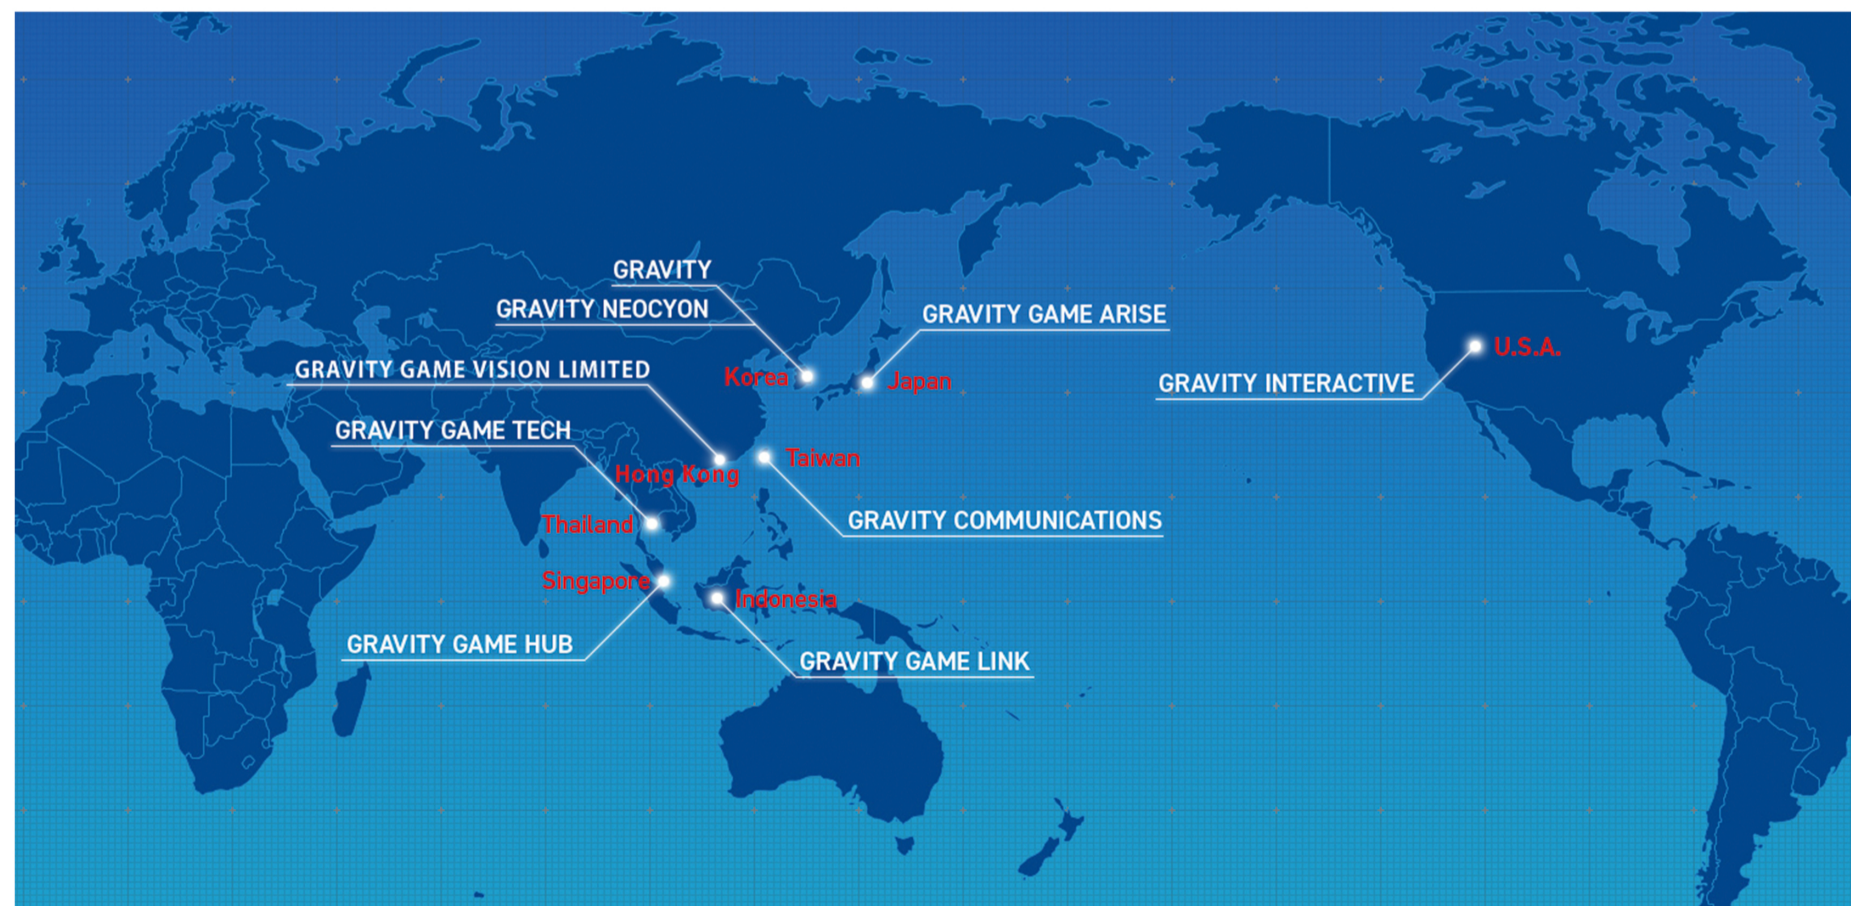 GRAVITY
GRAVITY NEOCYON
GRAVITY GAME ARISE
U.S.A.
GRAVITY GAME VISION LIMITED
Korea
Japan
GRAVITY INTERACTIVE
GRAVITY GAME TECH
Taiwan
Hong Kong
GRAVITY COMMUNICATIONS
Thailand
Singapore
Indonesia
GRAVITY GAME HUB
GRAVITY GAME LINK